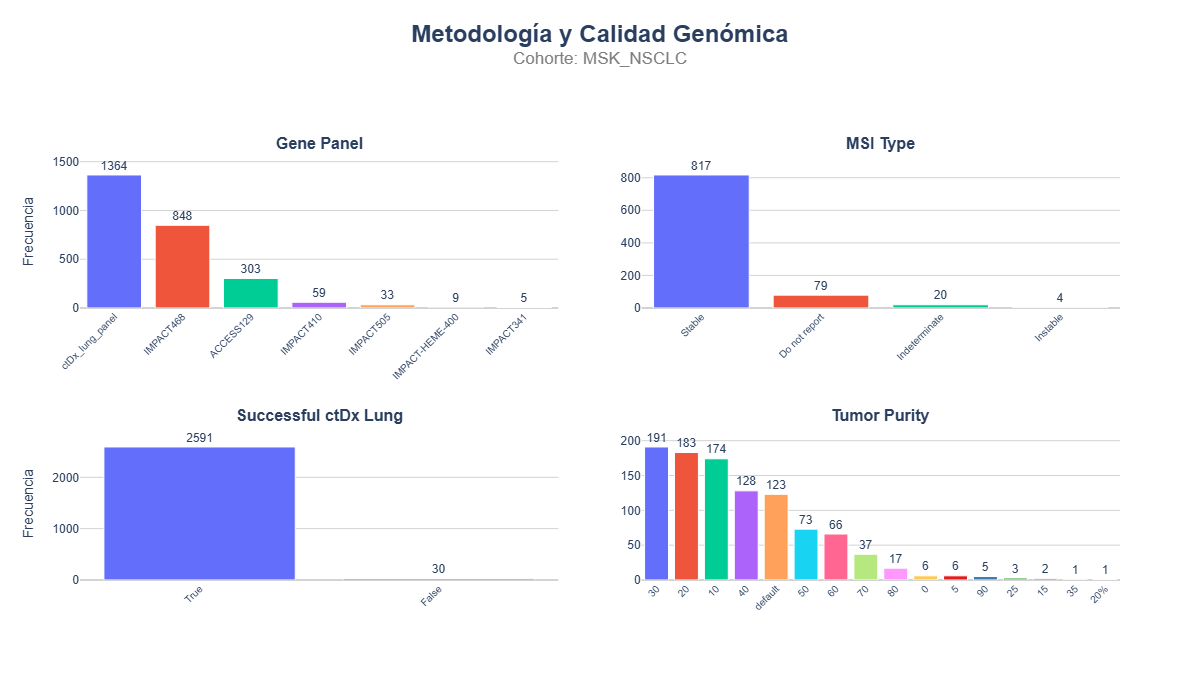 Metodología y Calidad Genómica
Cohorte: MSK_NSCLC
Gene Panel
Frecuencia
1500
1000
500
0
1364
848
303
59
33
9
5
ctDx_lung_panel
IMPACT468
ACCESS129
IMPACT410
IMPACT505
IMPACT-HEME-400
IMPACT341
MSI Type
800
600
400
200
0
817
79
20
4
Stable
Do not report
Indeterminate
Instable
Successful ctDx Lung
Frecuencia
2000
1000
0
2591
30
True
False
Tumor Purity
200
150
100
50
0
191
183
174
128
123
73
66
37
17
6
6
5
3
2
1
1
30
20
10
40
default
50
60
70
80
0
5
90
25
15
35
20%